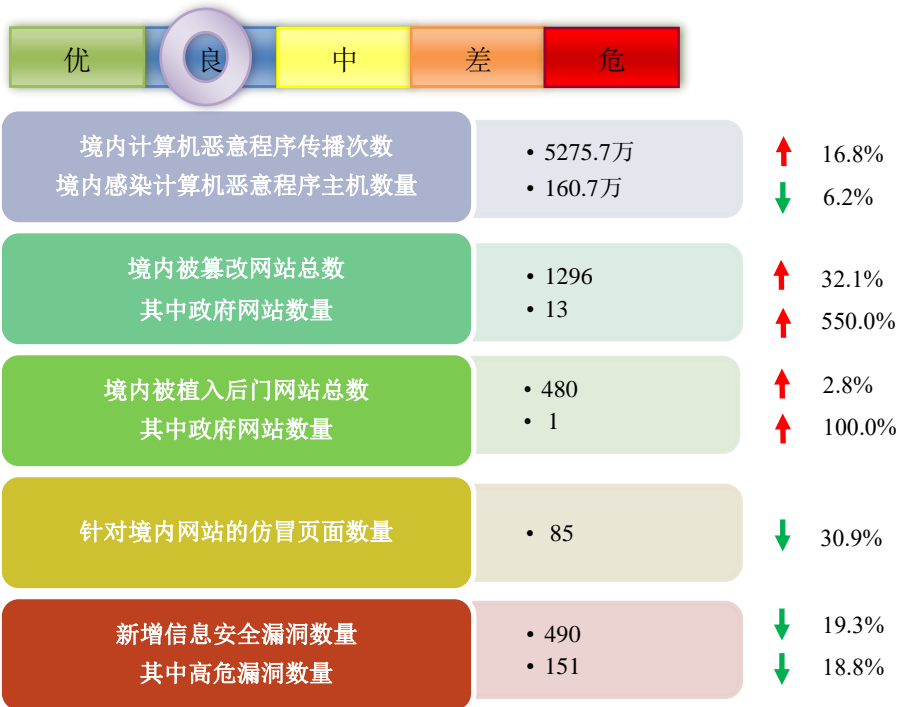 优 良 中 差 危
境内计算机恶意程序传播次数 • 5275.7万 16.8%
境内感染计算机恶意程序主机数量 • 160.7万 6.2%
境内被篡改网站总数 • 1296 32.1%
其中政府网站数量 • 13 550.0%
境内被植入后门网站总数 • 480 2.8%
其中政府网站数量 • 1 100.0%
针对境内网站的仿冒页面数量 • 85 30.9%
新增信息安全漏洞数量 • 490 19.3%
其中高危漏洞数量 • 151 18.8%